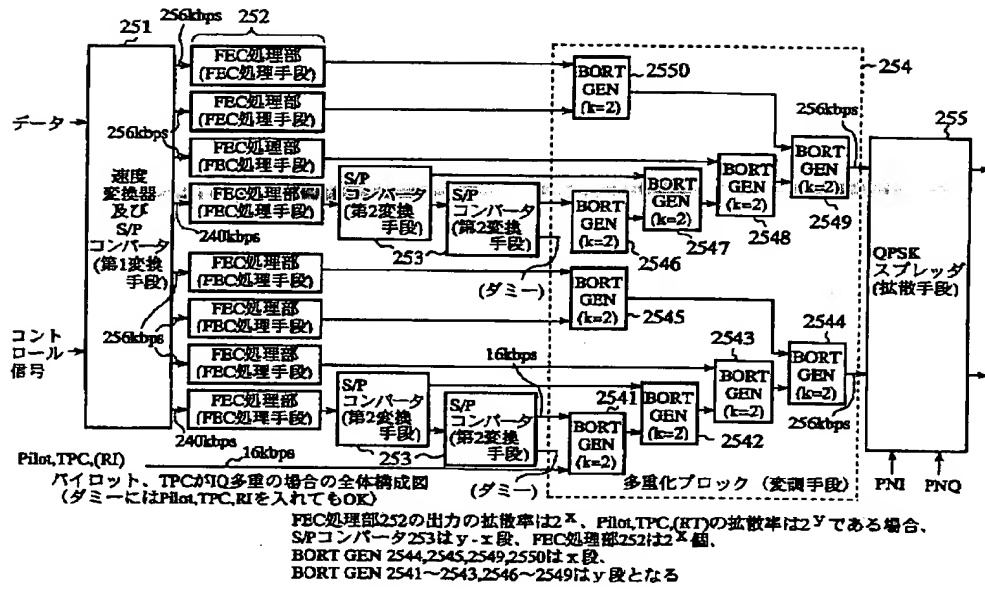 251
256kbps
252
FEC処理部
(FEC処理手段)
FEC処理部
(FEC処理手段)
データ
256kbps
FEC処理部
(FEC処理手段)
速度
変換器
及び
S/P
コンバータ
(第1変換
手段)
FEC処理部
(FEC処理手段)
240kbps
S/P
コンバータ
(第2変換
手段)
S/P
コンバータ
(第2変換
手段)
253
(ダミー)
FEC処理部
(FEC処理手段)
FEC処理部
(FEC処理手段)
コント
ロール
信号
256kbps
FEC処理部
(FEC処理手段)
FEC処理部
(FEC処理手段)
240kbps
S/P
コンバータ
(第2変換
手段)
S/P
コンバータ
(第2変換
手段)
253
16kbps
(ダミー)
BORT
GEN
(k=2)
2550
254
BORT
GEN
(k=2)
2546
BORT
GEN
(k=2)
2547
BORT
GEN
(k=2)
2548
BORT
GEN
(k=2)
2549
256kbps
BORT
GEN
(k=2)
2545
2541
BORT
GEN
(k=2)
BORT
GEN
(k=2)
2542
2543
BORT
GEN
(k=2)
2544
BORT
GEN
(k=2)
256kbps
255
QPSK
スプレッダ
(拡散手段)
PNI
PNQ
Pilot,TPC,(RI)
16kbps
多重化ブロック(変調手段)
パイロット、TPCがIQ多重の場合の全体構成図
(ダミーにはPilot,TPC,RIを入れてもOK)
FEC処理部252の出力の拡散率は2^x、Pilot,TPC,(RT)の拡散率は2^yである場合、
S/Pコンバータ253はy-x段、FEC処理部252は2^x個、
BORT GEN 2544,2545,2549,2550はx段、
BORT GEN 2541~2543,2546~2549はy段となる